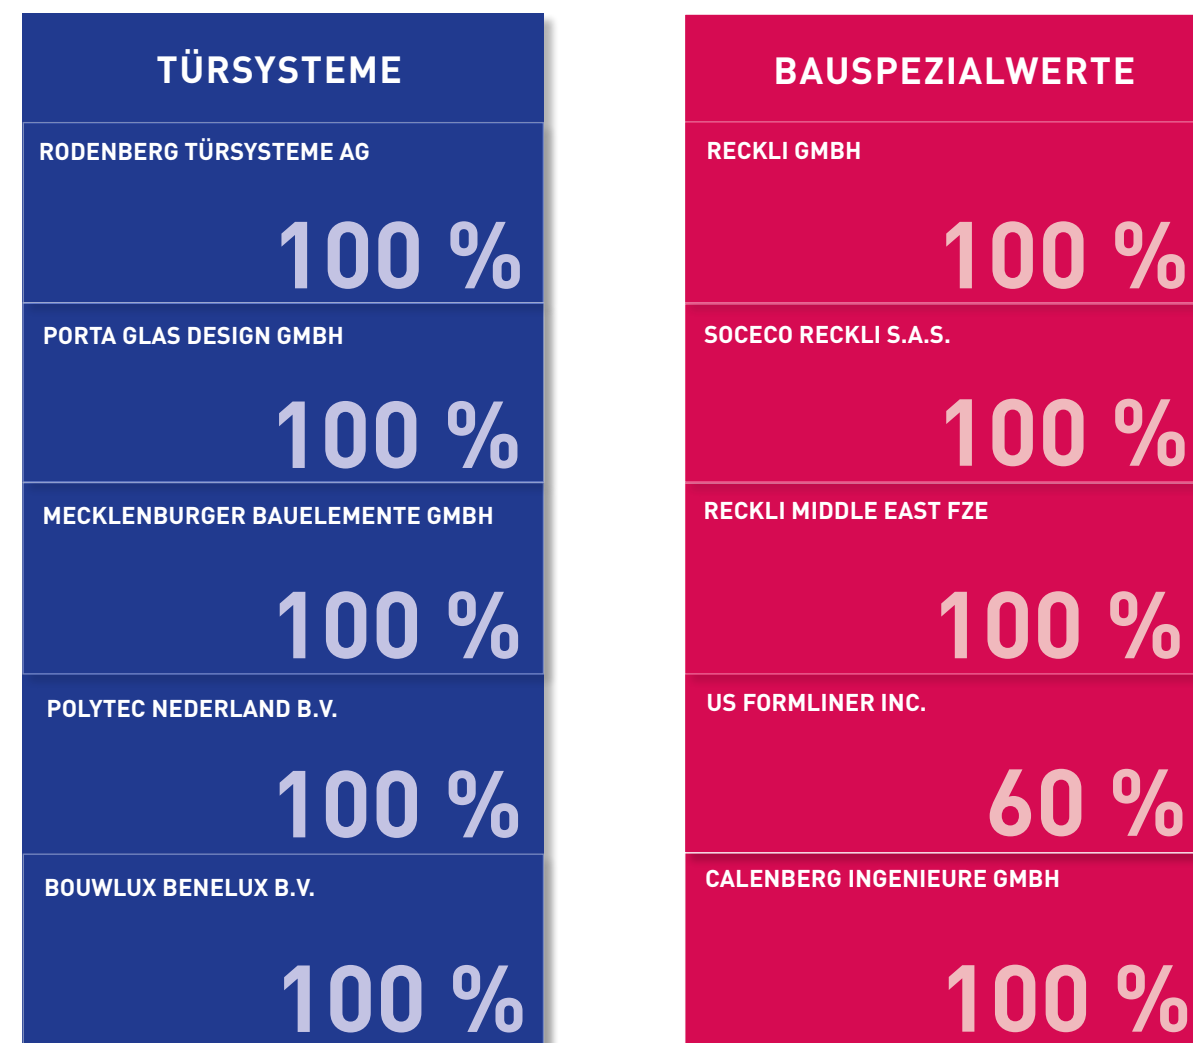 TÜRSYSTEME
RODENBERG TÜRSYSTEME AG
100 %
PORTA GLAS DESIGN GMBH
100 %
MECKLENBURGER BAUELEMENTE GMBH
100 %
POLYTEC NEDERLAND B.V.
100 %
BOUWLUX BENELUX B.V.
100 %
BAUSPEZIALWERTE
RECKLI GMBH
100 %
SOCECO RECKLI S.A.S.
100 %
RECKLI MIDDLE EAST FZE
100 %
US FORMLINER INC.
60 %
CALENBERG INGENIEURE GMBH
100 %